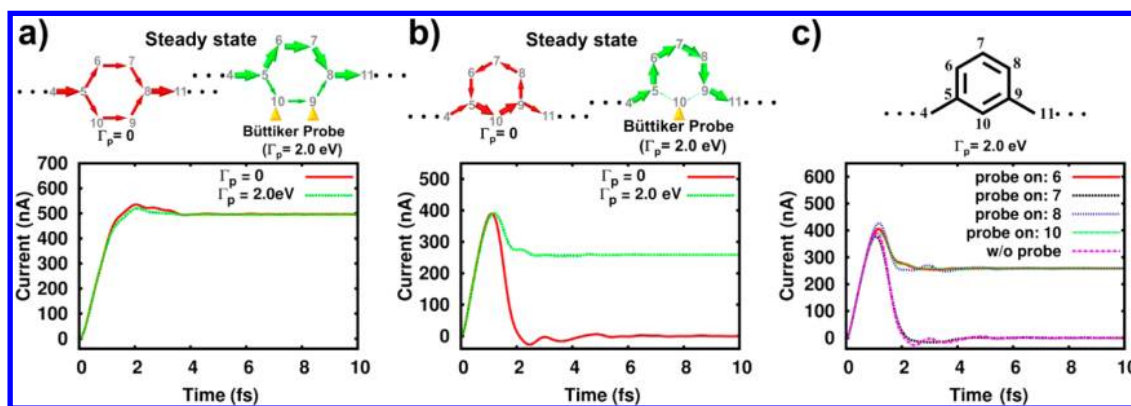 a)
Steady state
6 7
6 7
4 5 8 11
4 5 8 11
10 9
10 9
Γp= 0
Büttiker Probe
(Γp= 2.0 eV)
700
600
500
400
300
200
100
0
Current (nA)
Γp = 0
Γp = 2.0eV
0 2 4 6 8 10
Time (fs)
b)
Steady state
7
6 8
6 7 8
4 5 9 11
4 5 9 11
10
10
Γp= 0
Büttiker Probe
(Γp= 2.0 eV)
500
400
300
200
100
0
Current (nA)
Γp = 0
Γp = 2.0 eV
0 2 4 6 8 10
Time (fs)
c)
7
6 8
5 9
4 10 11
Γp = 2.0 eV
600
500
400
300
200
100
0
Current (nA)
probe on: 6
probe on: 7
probe on: 8
probe on: 10
w/o probe
0 2 4 6 8 10
Time (fs)